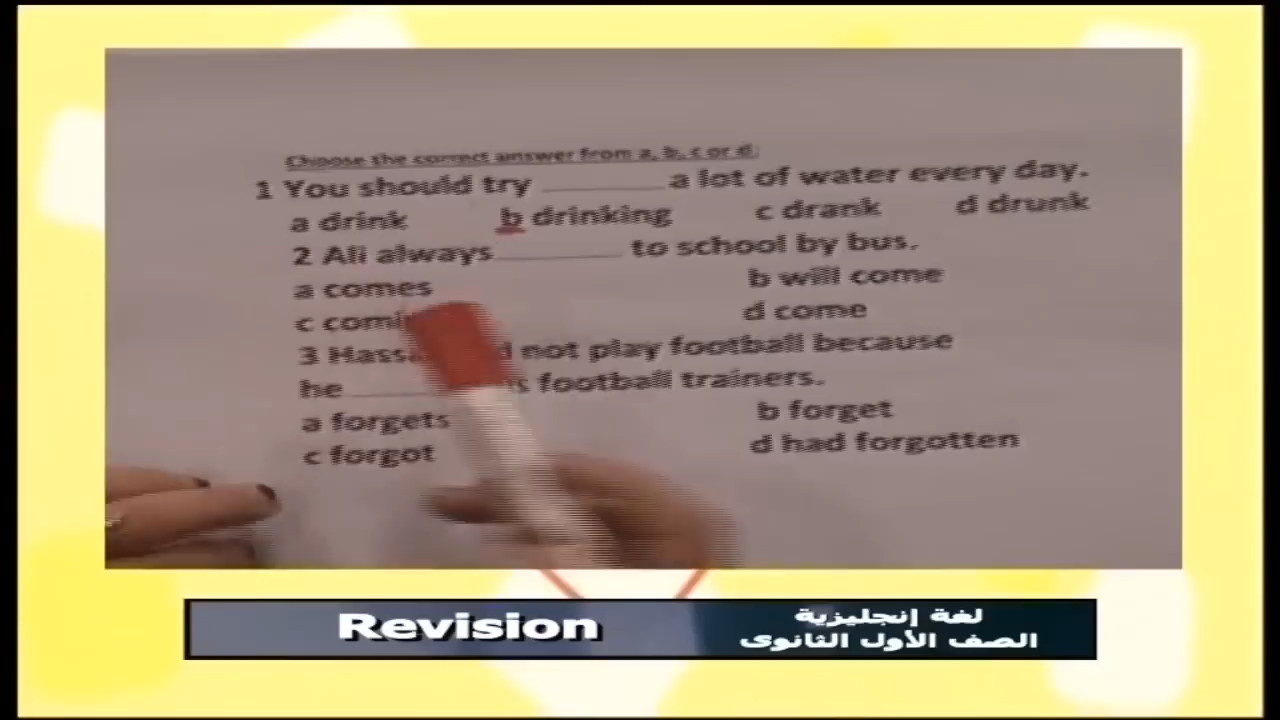 Choose the correct answer from a, b, c or d:
1 You should try ________ a lot of water every day.
a drink b drinking c drank d drunk
2 Ali always ________ to school by bus.
a comes b will come
c d come
3 not play football because
he football trainers.
a forgets b forget
c forgot d had forgotten
Revision
لغة إنجليزية
الصف الأول الثانوى